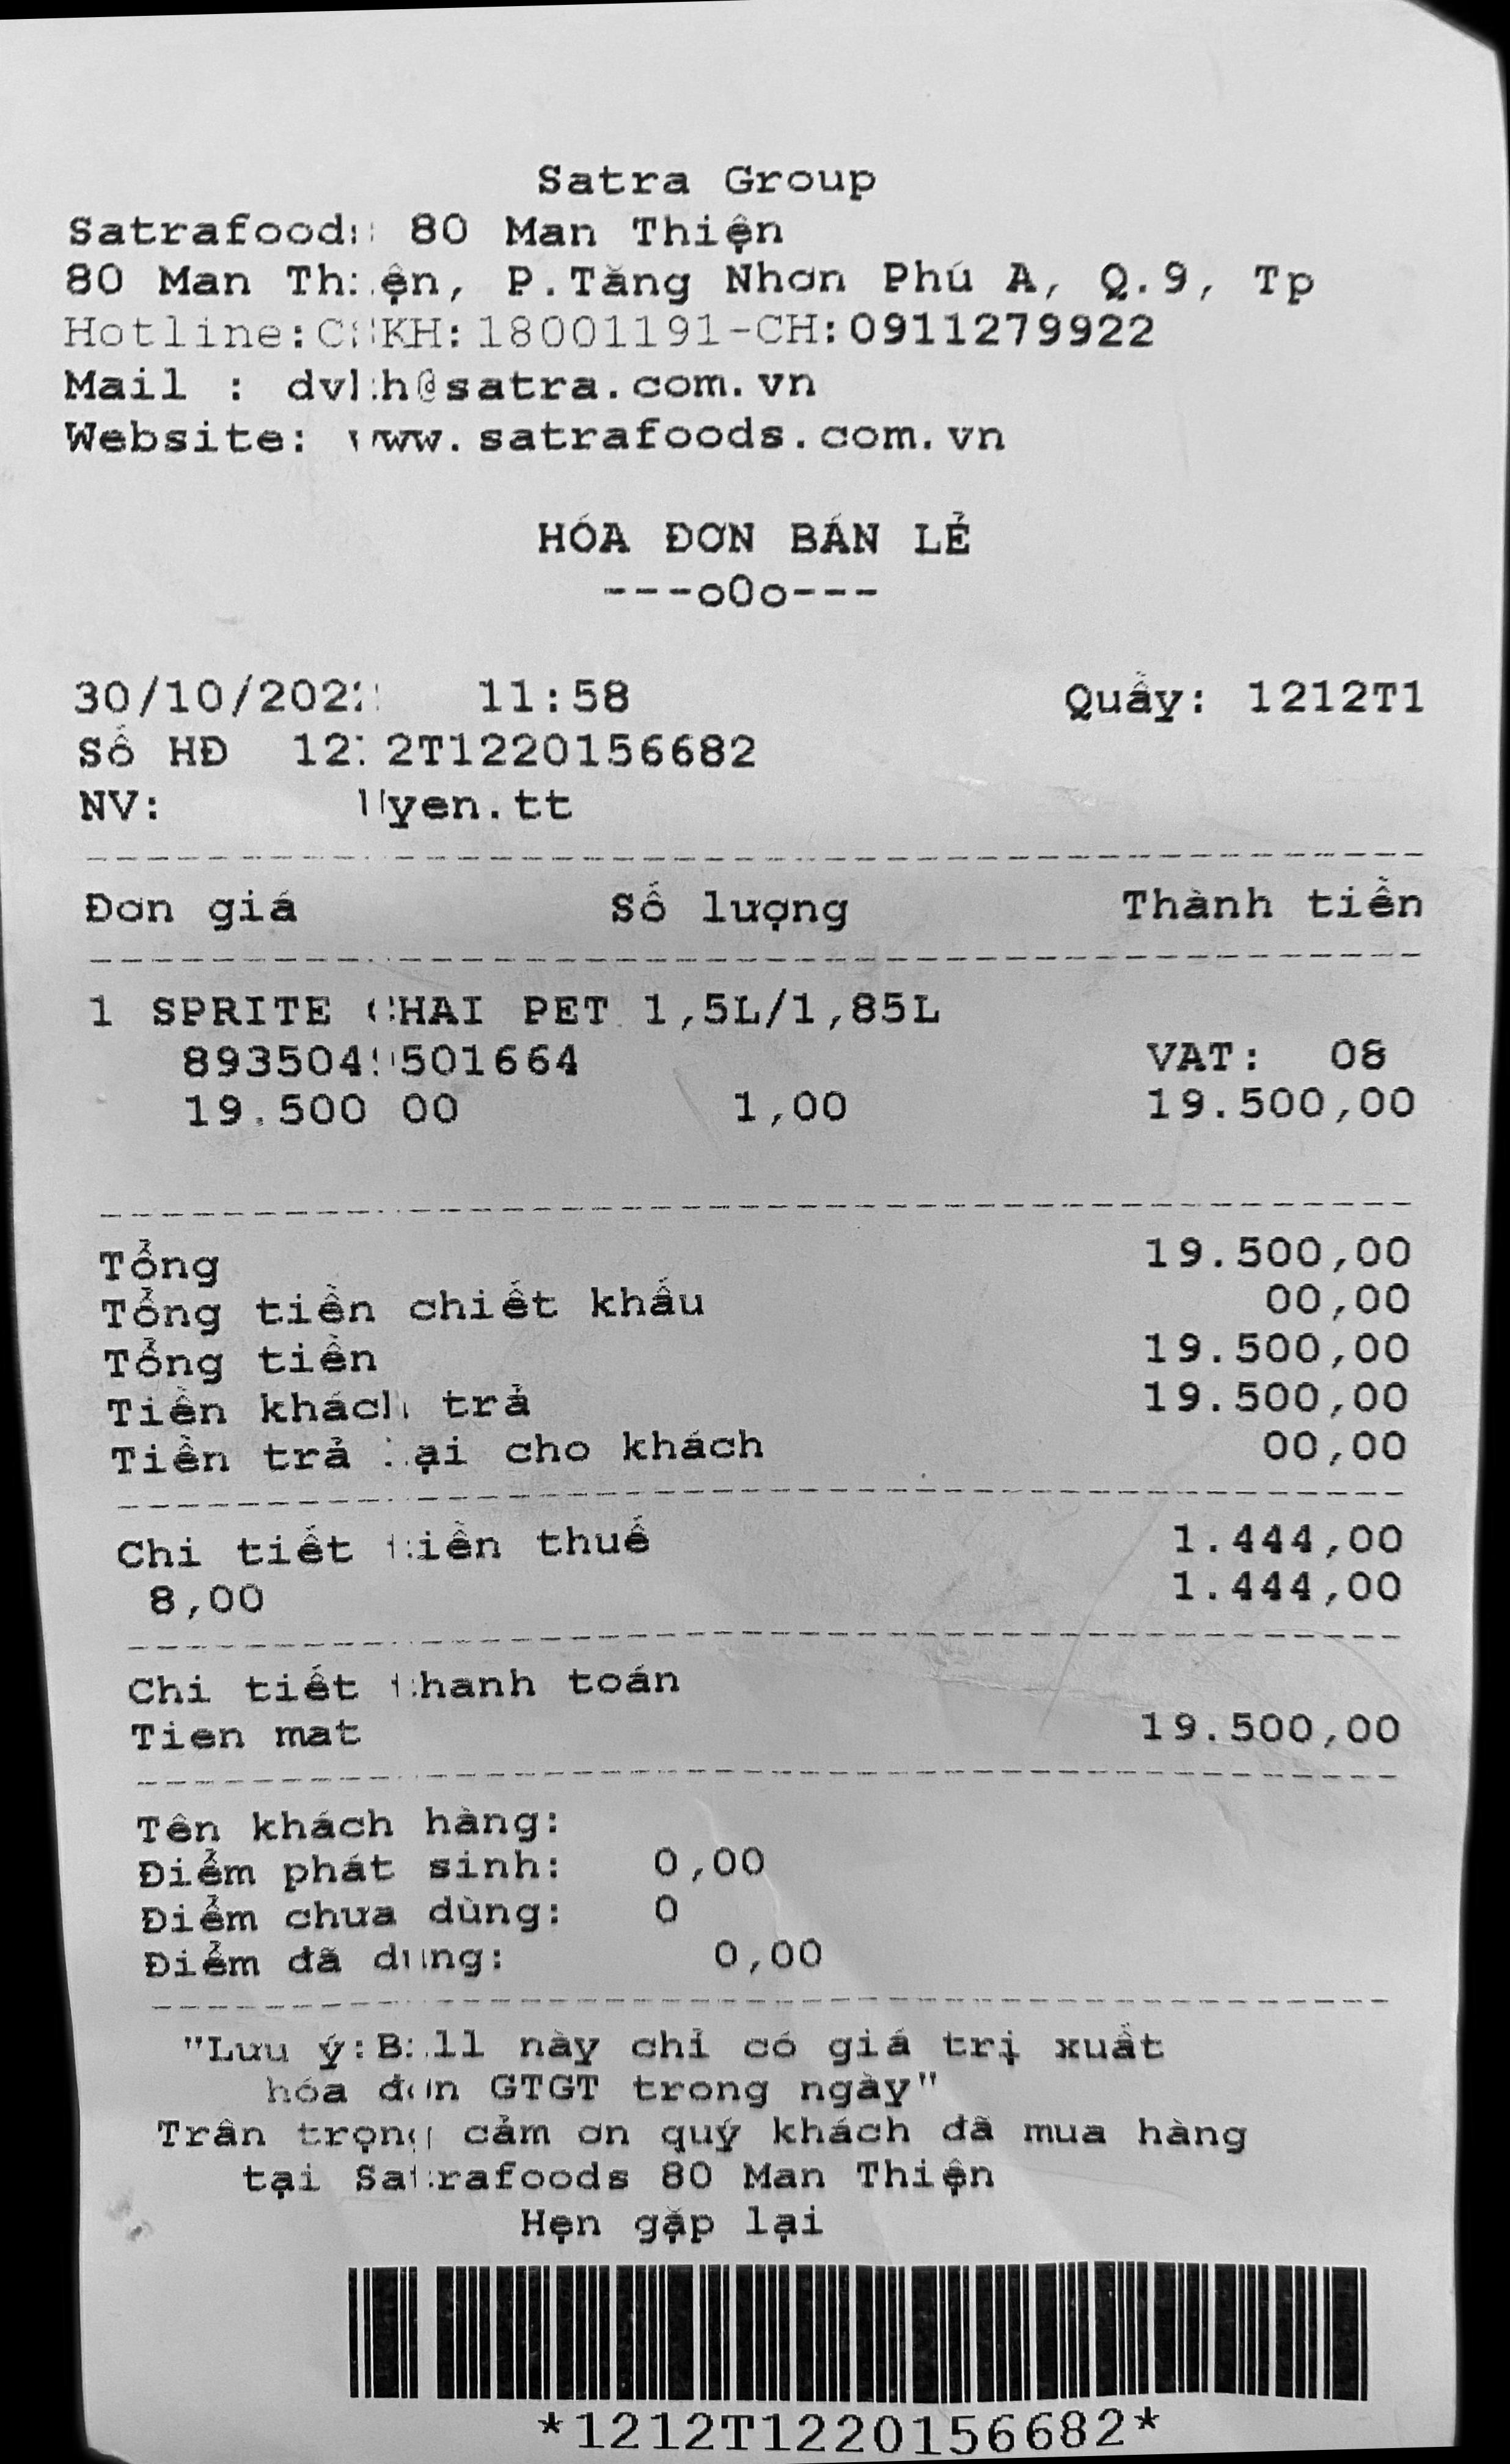 Satra Group
Satrafoods 80 Man Thiện
80 Man Thiện, P.Tăng Nhơn Phú A, Q.9, Tp
Hotline:CSKH:18001191-CH:0911279922
Mail : dvkh@satra.com.vn
Website: www.satrafoods.com.vn
HÓA ĐƠN BÁN LẺ
---oOo---
30/10/2022 11:58 Quầy: 1212T1
Số HĐ 1212T1220156682
NV: Uyen.tt
Đơn giá Số lượng Thành tiền
1 SPRITE CHAI PET 1,5L/1,85L
8935049501664 VAT: 08
19.500 00 1,00 19.500,00
Tổng 19.500,00
Tổng tiền chiết khấu 00,00
Tổng tiền 19.500,00
Tiền khách trả 19.500,00
Tiền trả lại cho khách 00,00
Chi tiết tiền thuế 1.444,00
8,00 1.444,00
Chi tiết thanh toán
Tien mat 19.500,00
Tên khách hàng:
Điểm phát sinh: 0,00
Điểm chưa dùng: 0
Điểm đã dùng: 0,00
"Lưu ý:Bill này chỉ có giá trị xuất
hóa đơn GTGT trong ngày"
Trân trọng cảm ơn quý khách đã mua hàng
tại Satrafoods 80 Man Thiện
Hẹn gặp lại
*1212T1220156682*